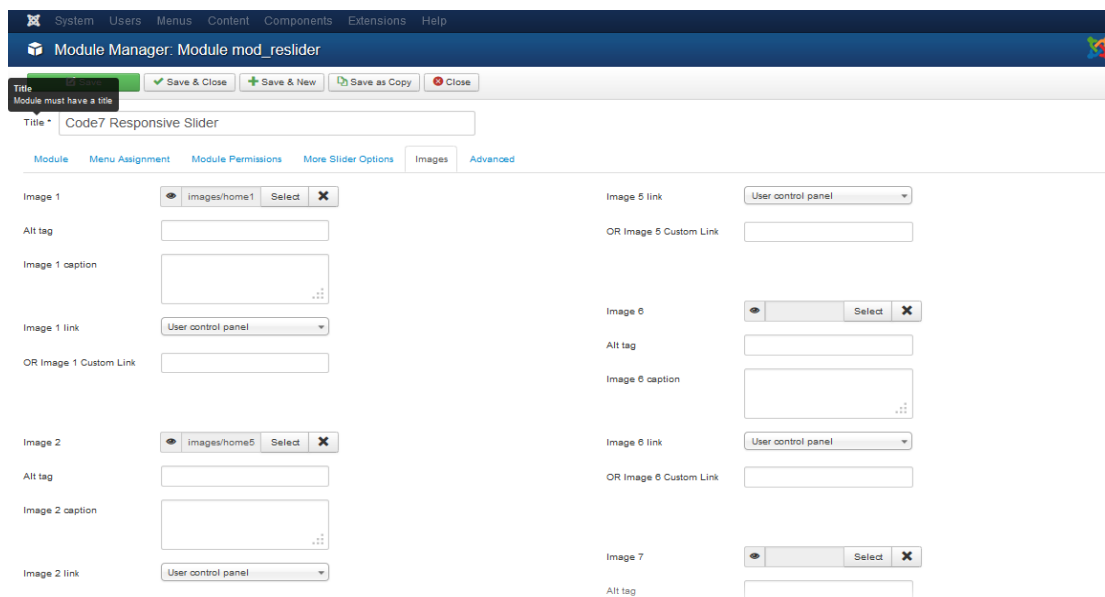 System Users Menus Content Components Extensions Help
Module Manager: Module mod_reslider
Save & Close Save & New Save as Copy Close
Title
Module must have a title
Title * Code7 Responsive Slider
Module Menu Assignment Module Permissions More Slider Options Images Advanced
Image 1 images/home1 Select
Alt tag
Image 1 caption
Image 1 link User control panel
OR Image 1 Custom Link
Image 2 images/home5 Select
Alt tag
Image 2 caption
Image 2 link User control panel
Image 5 link User control panel
OR Image 5 Custom Link
Image 6 Select
Alt tag
Image 6 caption
Image 6 link User control panel
OR Image 6 Custom Link
Image 7 Select
Alt tag